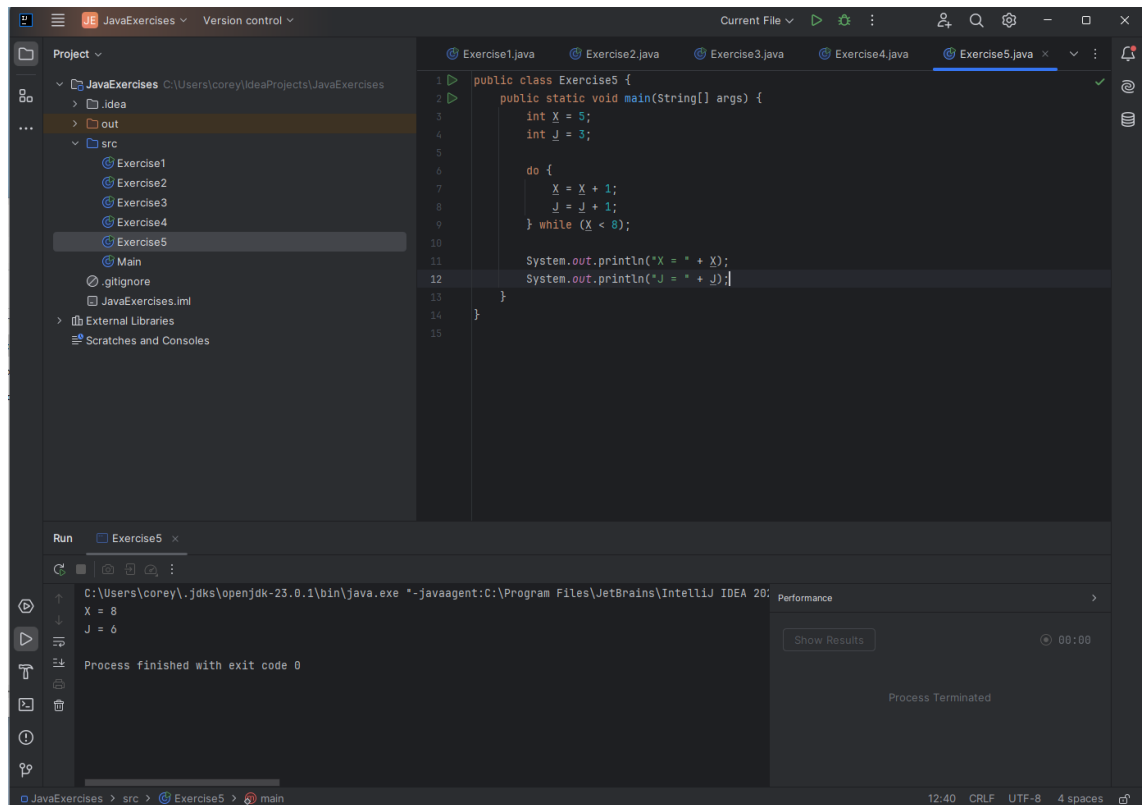 JE JavaExercises Version control Current File
Project
JavaExercises C:\Users\corey\IdeaProjects\JavaExercises
.idea
out
src
Exercise1
Exercise2
Exercise3
Exercise4
Exercise5
Main
.gitignore
JavaExercises.iml
External Libraries
Scratches and Consoles
Exercise1.java Exercise2.java Exercise3.java Exercise4.java Exercise5.java
1 public class Exercise5 {
2 public static void main(String[] args) {
3 int X = 5;
4 int J = 3;
5
6 do {
7 X = X + 1;
8 J = J + 1;
9 } while (X < 8);
10
11 System.out.println("X = " + X);
12 System.out.println("J = " + J);
13 }
14 }
15
Run Exercise5
C:\Users\corey\.jdks\openjdk-23.0.1\bin\java.exe "-javaagent:C:\Program Files\JetBrains\IntelliJ IDEA 202
X = 8
J = 6
Process finished with exit code 0
Performance
Show Results 00:00
Process Terminated
JavaExercises > src > Exercise5 > main 12:40 CRLF UTF-8 4 spaces